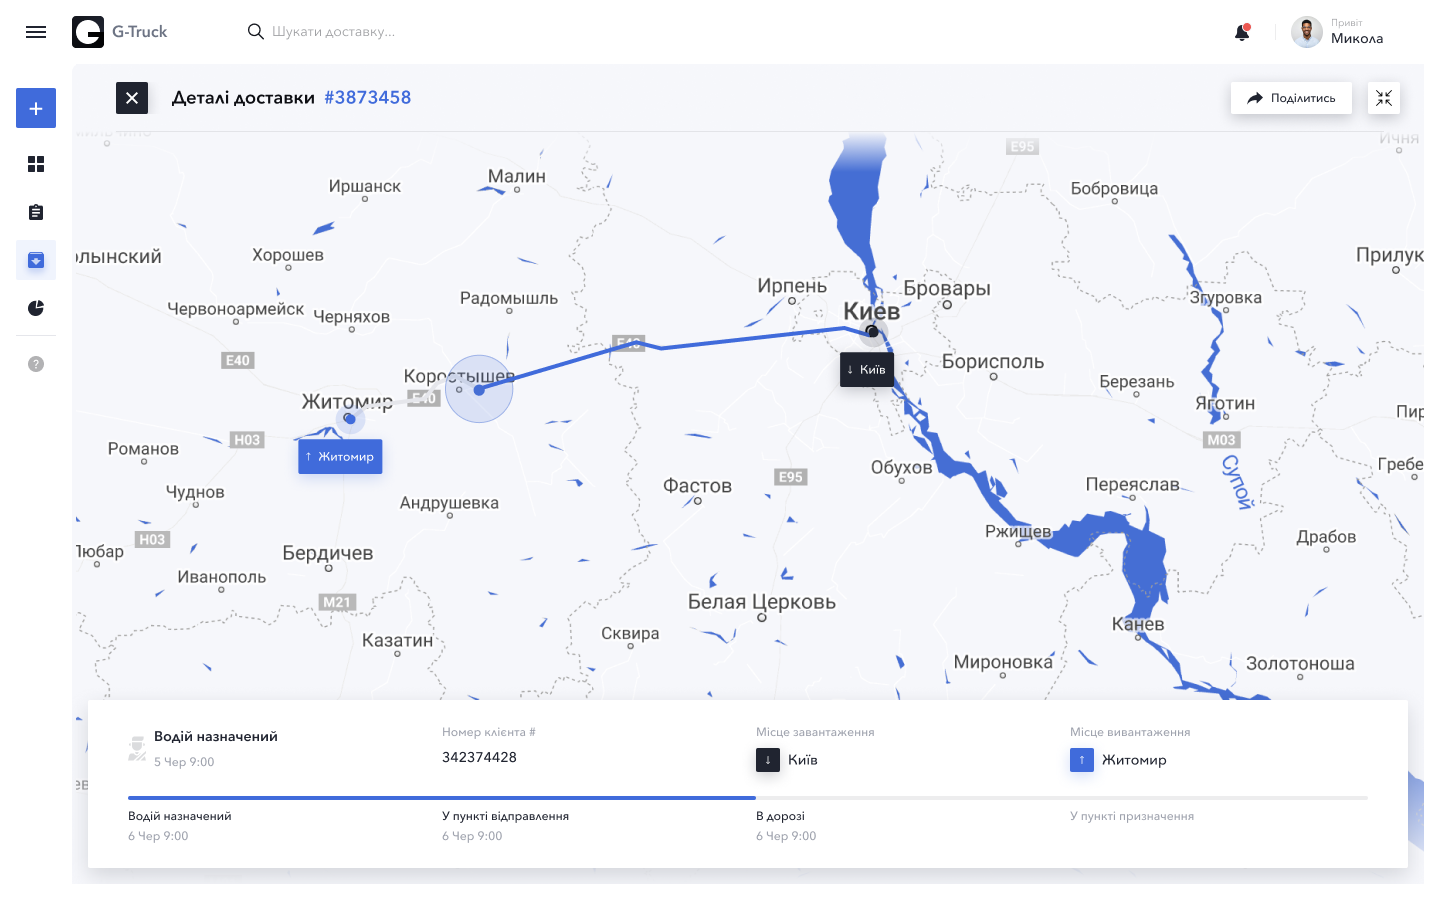 G-Truck
Шукати доставку...
Привіт
Микола
Деталі доставки #3873458
Поділитись
Ичня
E95
Малин
Иршанск
Бобровица
Хорошев
олынский
Прилук
Ирпень
Бровары
Радомышль
Згуровка
Червоноармейск
Черняхов
Киев
E40
E40
Борисполь
↓ Київ
Коростышев
Березань
E40
Житомир
Яготин
Пир
H03
M03
Романов
↑ Житомир
Обухов
Гребе
Супой
E95
Фастов
Переяслав
Чуднов
Андрушевка
Ржищев
Драбов
H03
Любар
Бердичев
Иванополь
M21
Белая Церковь
Канев
Сквира
Казатин
Мироновка
Золотоноша
Водій назначений
5 Чер 9:00
Номер клієнта #
342374428
Місце завантаження
↓ Київ
Місце вивантаження
↑ Житомир
Водій назначений
6 Чер 9:00
У пункті відправлення
6 Чер 9:00
В дорозі
6 Чер 9:00
У пункті призначення